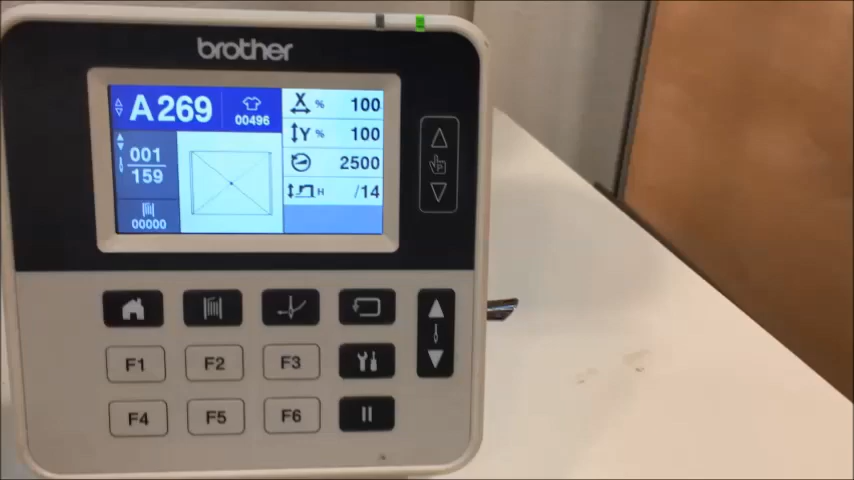 brother
A 269
00496
001
159
00000
X % 100
Y % 100
2500
H /14
F1 F2 F3
F4 F5 F6